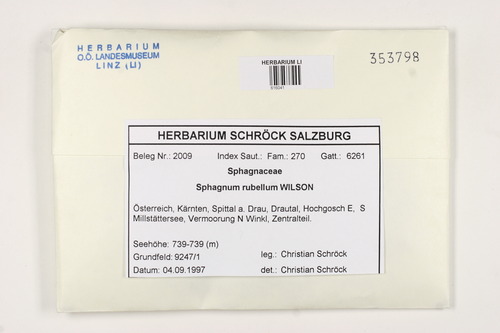 HERBARIUM
O.Ö. LANDESMUSEUM
LINZ (LI)
HERBARIUM LI
353798
HERBARIUM SCHRÖCK SALZBURG
Beleg Nr.: 2009 Index Saut.: Fam.: 270 Gatt.: 6261
Sphagnaceae
Sphagnum rubellum WILSON
Österreich, Kärnten, Spittal a. Drau, Drautal, Hochgosch E, S
Millstättersee, Vermoorung N Winkl, Zentralteil.
Seehöhe: 739-739 (m)
Grundfeld: 9247/1 leg.: Christian Schröck
Datum: 04.09.1997 det.: Christian Schröck